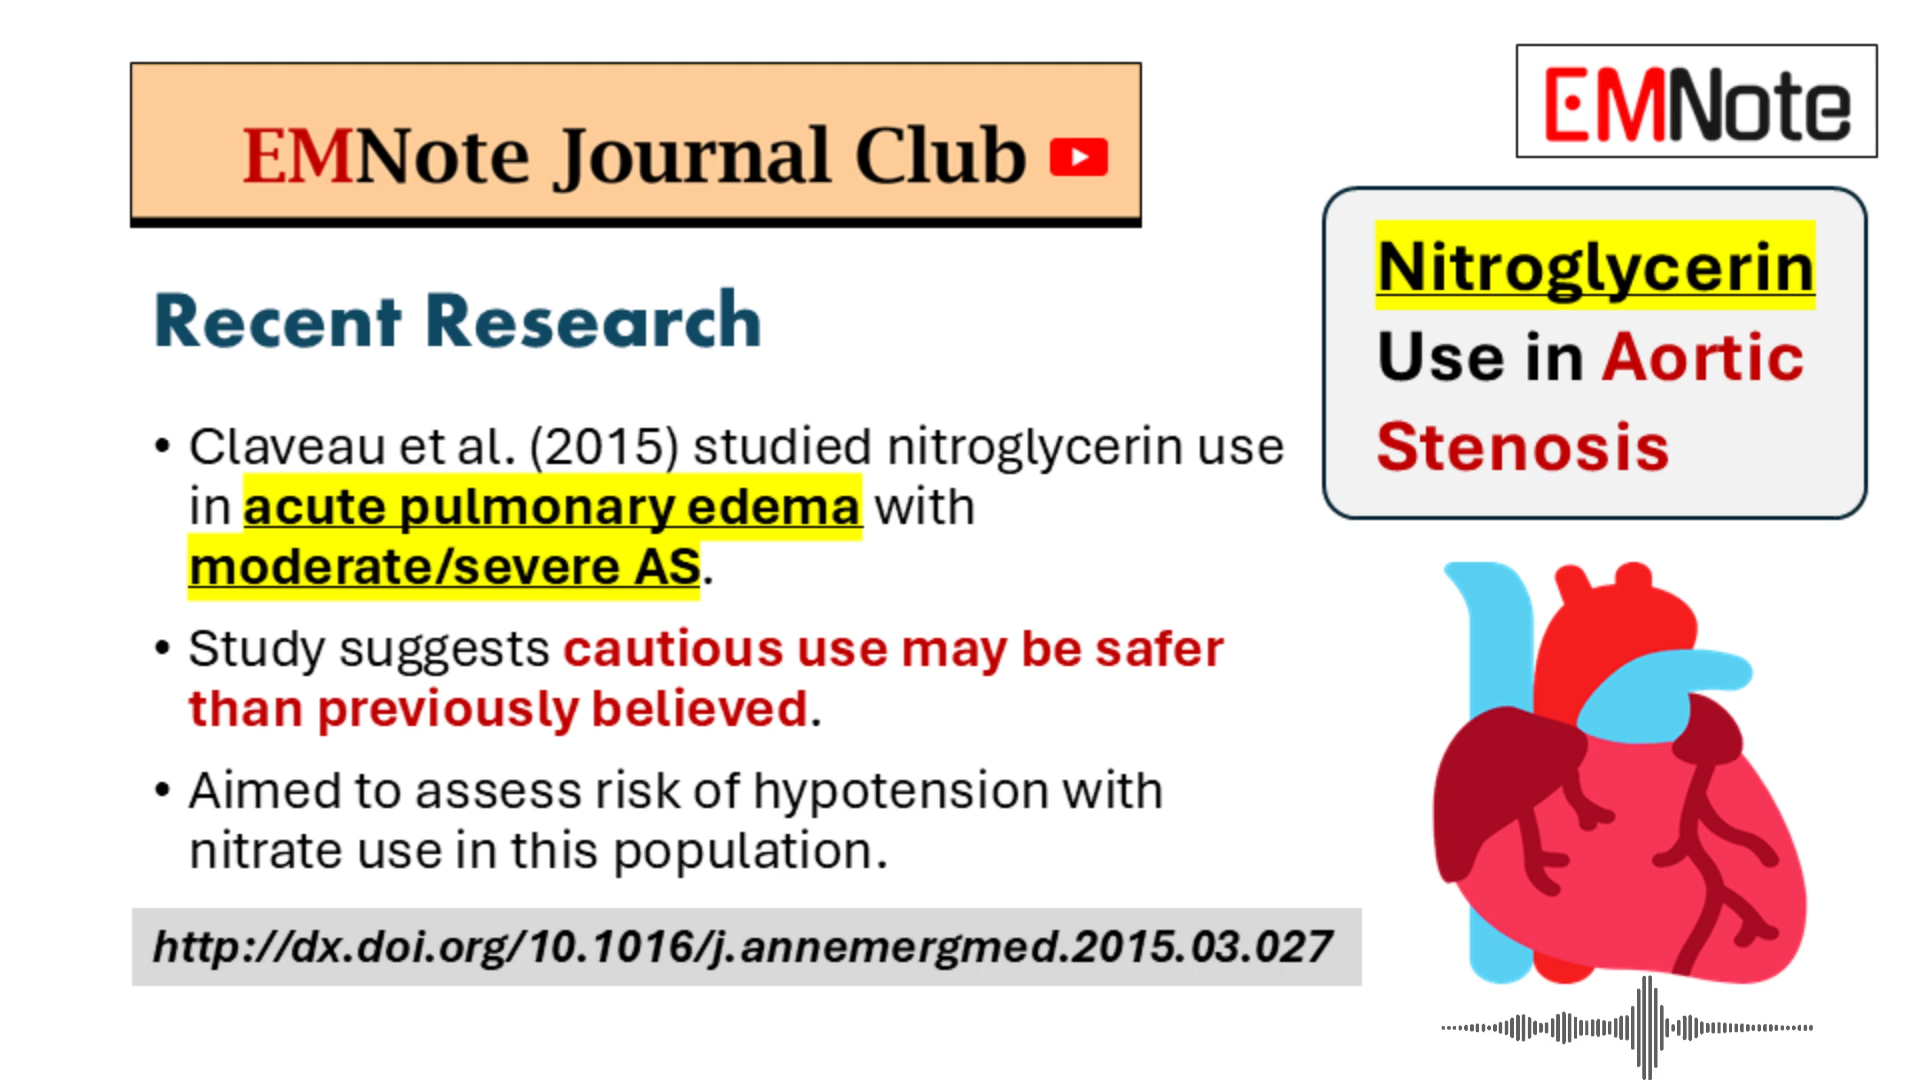 EMNote Journal Club
EMNote
Nitroglycerin
Use in Aortic
Stenosis
Recent Research
• Claveau et al. (2015) studied nitroglycerin use
in acute pulmonary edema with
moderate/severe AS.
• Study suggests cautious use may be safer
than previously believed.
• Aimed to assess risk of hypotension with
nitrate use in this population.
http://dx.doi.org/10.1016/j.annemergmed.2015.03.027